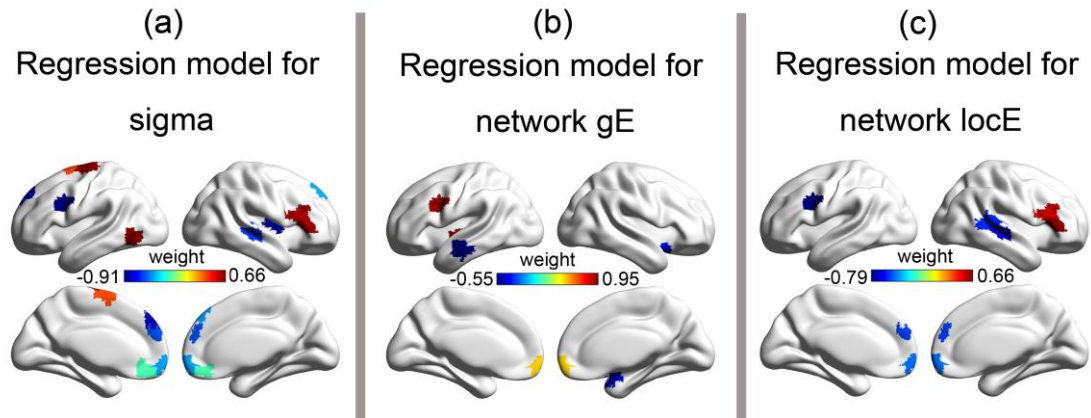 (a)
Regression model for
sigma
weight
-0.91
0.66
(b)
Regression model for
network gE
weight
-0.55
0.95
(c)
Regression model for
network locE
weight
-0.79
0.66